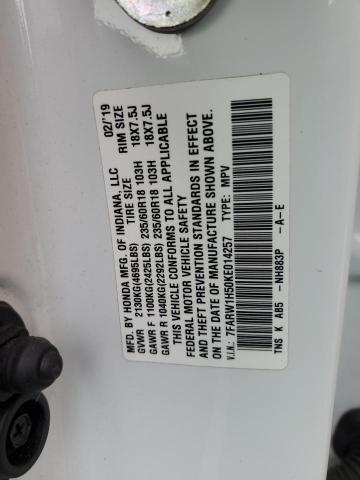 MFD. BY HONDA MFG. OF INDIANA, LLC 02/'19
TIRE SIZE RIM SIZE
GVWR 2130KG(4695LBS)
GAWR F 1100KG(2425LBS) 235/60R18 103H 18X7.5J
GAWR R 1040KG(2292LBS) 235/60R18 103H 18X7.5J
THIS VEHICLE CONFORMS TO ALL APPLICABLE
FEDERAL MOTOR VEHICLE SAFETY
AND THEFT PREVENTION STANDARDS IN EFFECT
ON THE DATE OF MANUFACTURE SHOWN ABOVE.
V.I.N.: 7FARW1H50KE014257 TYPE: MPV
TNS K A85 -NH883P -A-E